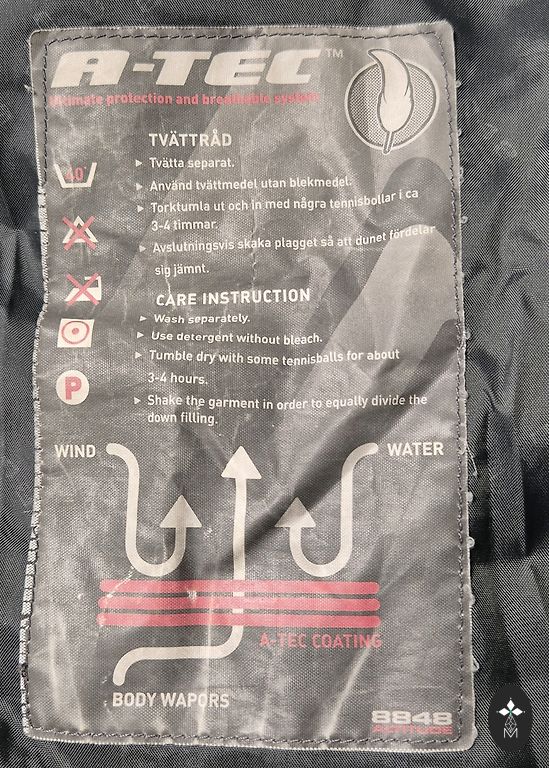 A-TEC™
Ultimate protection and breathable system
TVÄTTRÅD
Tvätta separat.
Använd tvättmedel utan blekmedel.
Torktumla ut och in med några tennisbollar i ca
3-4 timmar.
Avslutningsvis skaka plagget så att dunet fördelar
sig jämnt.
40
P
CARE INSTRUCTION
Wash separately.
Use detergent without bleach.
Tumble dry with some tennisballs for about
3-4 hours.
Shake the garment in order to equally divide the
down filling.
WIND
WATER
A-TEC COATING
BODY WAPORS
8848
ALTITUDE
M